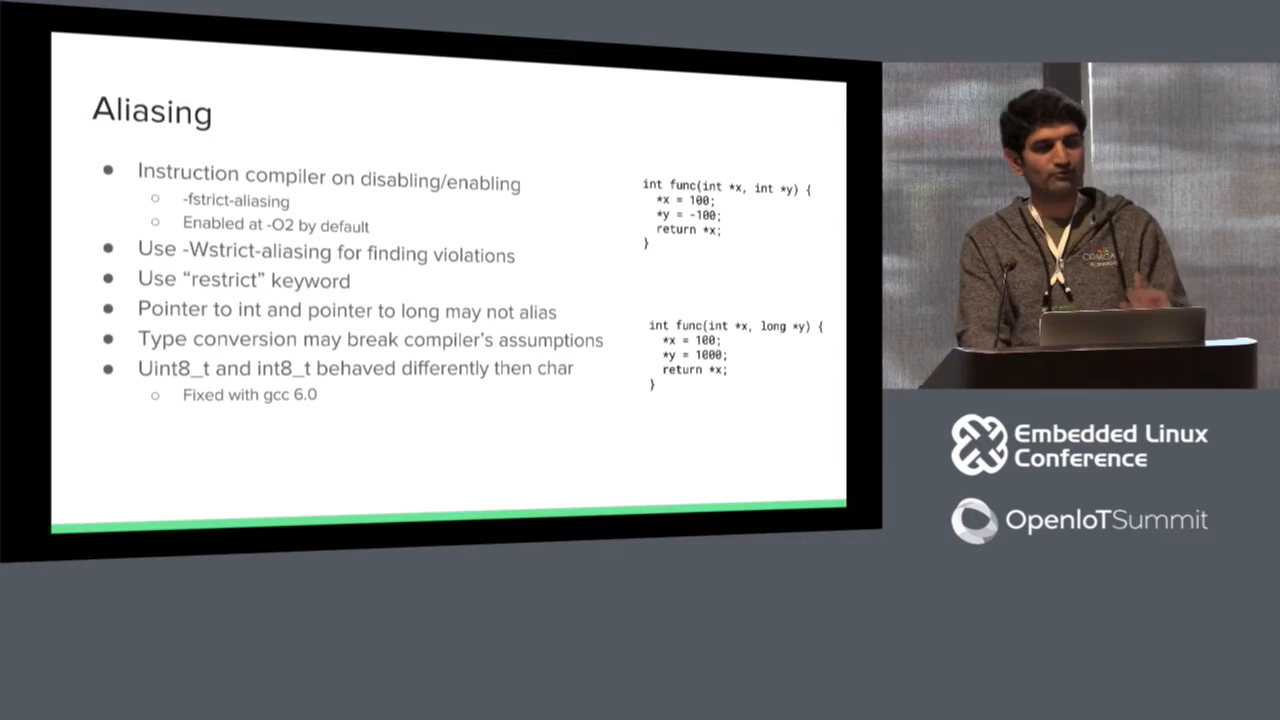 Aliasing
Instruction compiler on disabling/enabling
-fstrict-aliasing
Enabled at -O2 by default
Use -Wstrict-aliasing for finding violations
Use “restrict” keyword
Pointer to int and pointer to long may not alias
Type conversion may break compiler's assumptions
Uint8_t and int8_t behaved differently then char
Fixed with gcc 6.0
int func(int *x, int *y) {
*x = 100;
*y = -100;
return *x;
}
int func(int *x, long *y) {
*x = 100;
*y = 1000;
return *x;
}
Embedded Linux
Conference
OpenIoTSummit